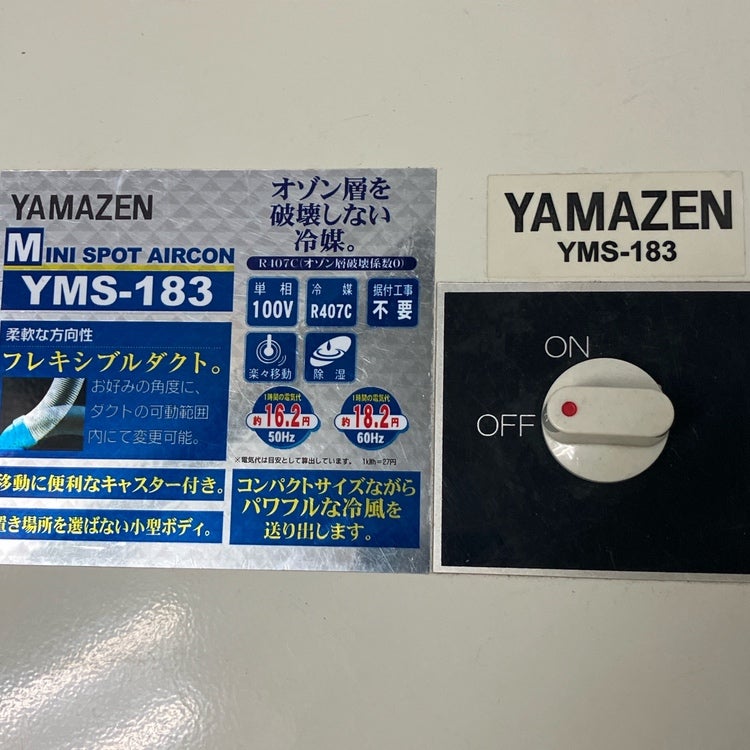 YAMAZEN
MINI SPOT AIRCON
YMS-183
オゾン層を
破壊しない
冷媒。
R407C(オゾン層破壊係数0)
単相
100V
冷媒
R407C
据付工事
不要
楽々移動
除湿
柔軟な方向性
フレキシブルダクト。
お好みの角度に、
ダクトの可動範囲
内にて変更可能。
1時間の電気代
約16.2円
50Hz
1時間の電気代
約18.2円
60Hz
※電気代は目安として算出しています。 1kWh=27円
移動に便利なキャスター付き。
置き場所を選ばない小型ボディ。
コンパクトサイズながら
パワフルな冷風を
送り出します。
YAMAZEN
YMS-183
ON
OFF